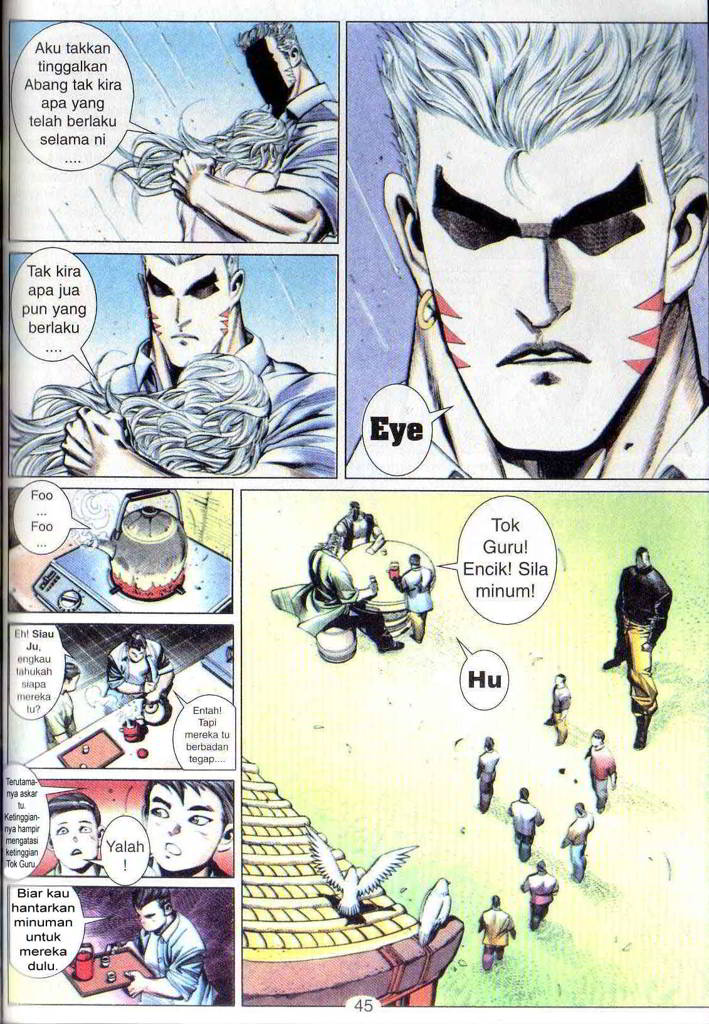 Aku takkan
tinggalkan
Abang tak kira
apa yang
telah berlaku
selama ni
....
Tak kira
apa jua
pun yang
berlaku
....
Eye
Foo
...
Foo
...
Eh! Siau
Ju,
engkau
tahukah
siapa
mereka
tu?
Entah!
Tapi
mereka tu
berbadan
tegap....
Terutama-
nya askar
tu.
Ketinggian-
nya hampir
mengatasi
ketinggian
Tok Guru.
Yalah
!
Biar kau
hantarkan
minuman
untuk
mereka
dulu.
Tok
Guru!
Encik! Sila
minum!
Hu
45